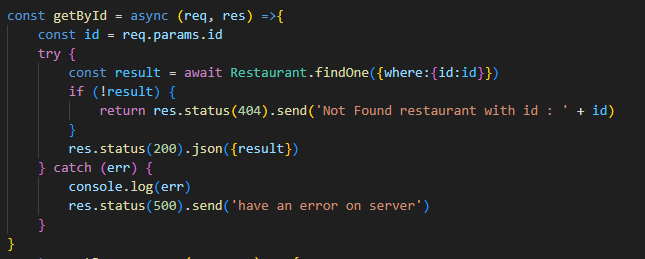 const getById = async (req, res) =>{
    const id = req.params.id
    try {
        const result = await Restaurant.findOne({where:{id:id}})
        if (!result) {
            return res.status(404).send('Not Found restaurant with id : ' + id)
        }
        res.status(200).json({result})
    } catch (err) {
        console.log(err)
        res.status(500).send('have an error on server')
    }
}